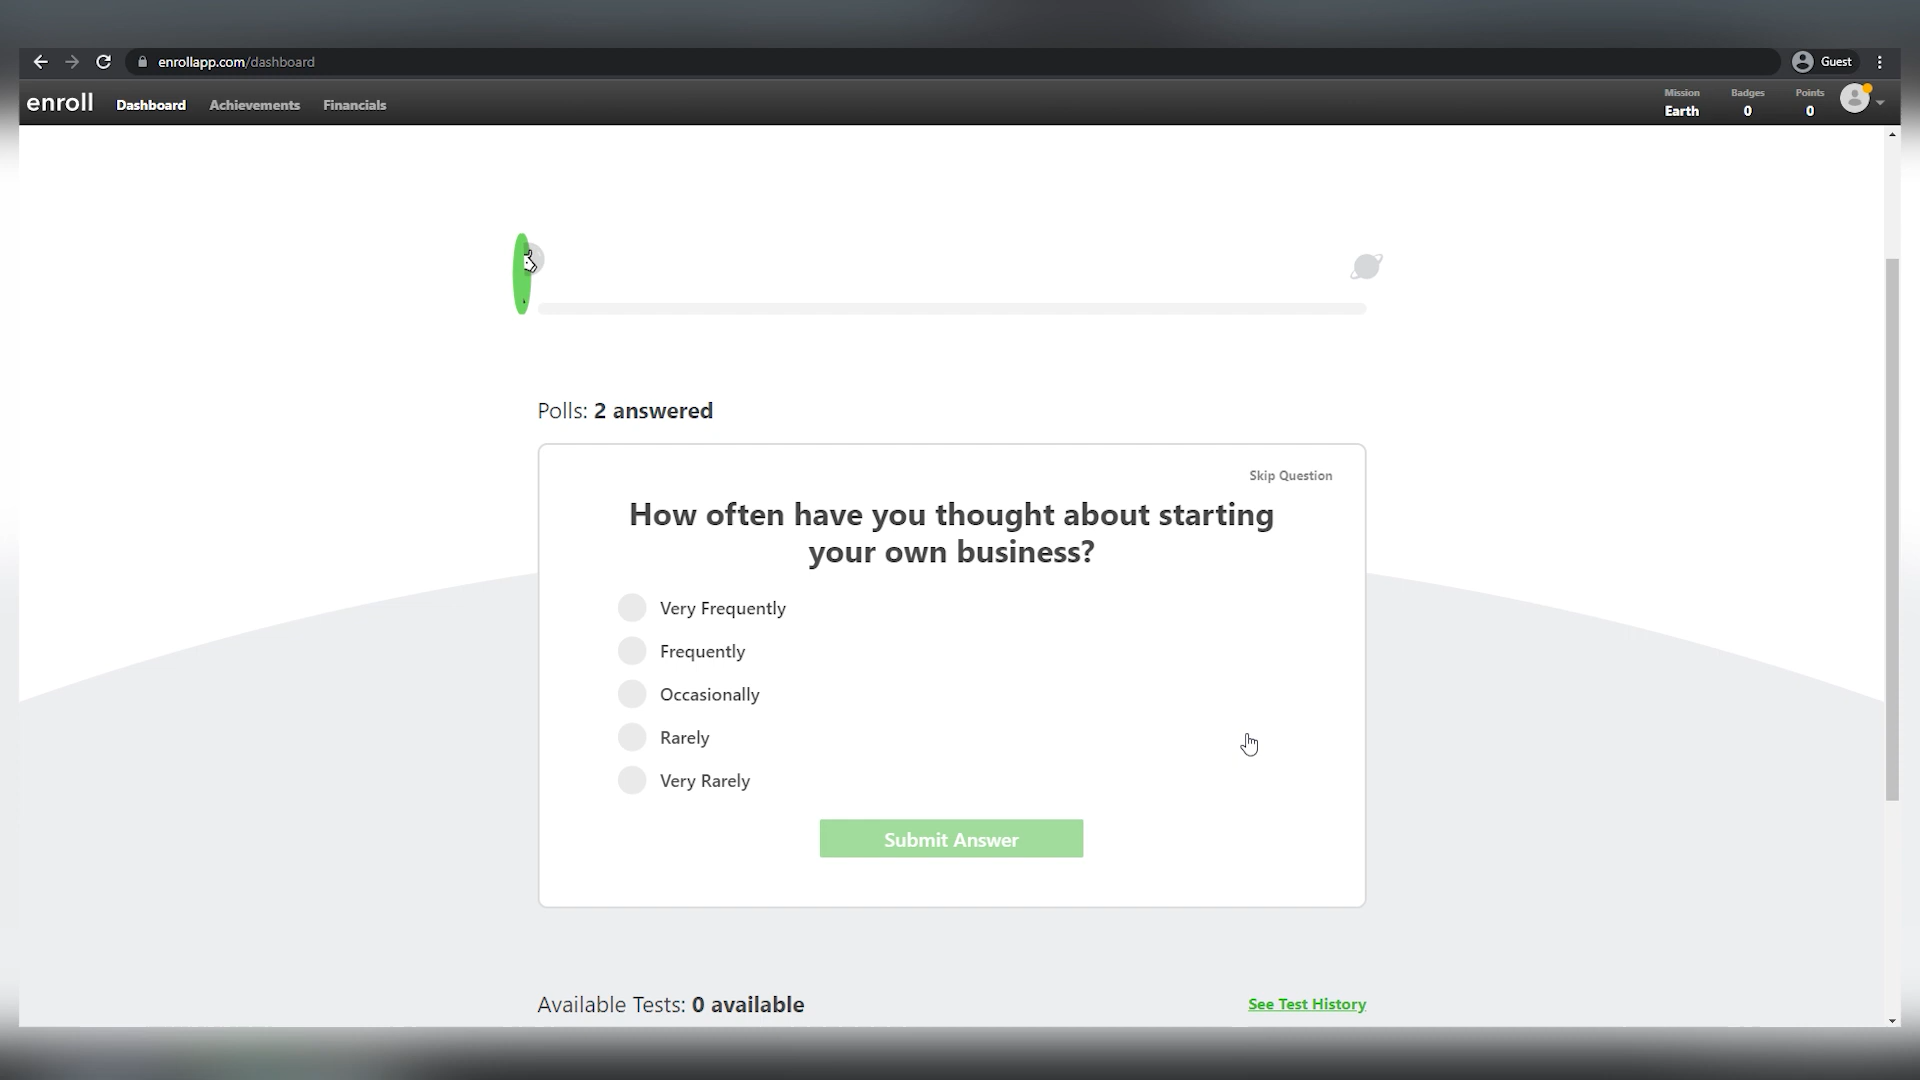 enrollapp.com/dashboard
Guest
enroll
Dashboard
Achievements
Financials
Mission
Earth
Badges
0
Points
0
Polls: 2 answered
Skip Question
How often have you thought about starting
your own business?
Very Frequently
Frequently
Occasionally
Rarely
Very Rarely
Submit Answer
Available Tests: 0 available
See Test History